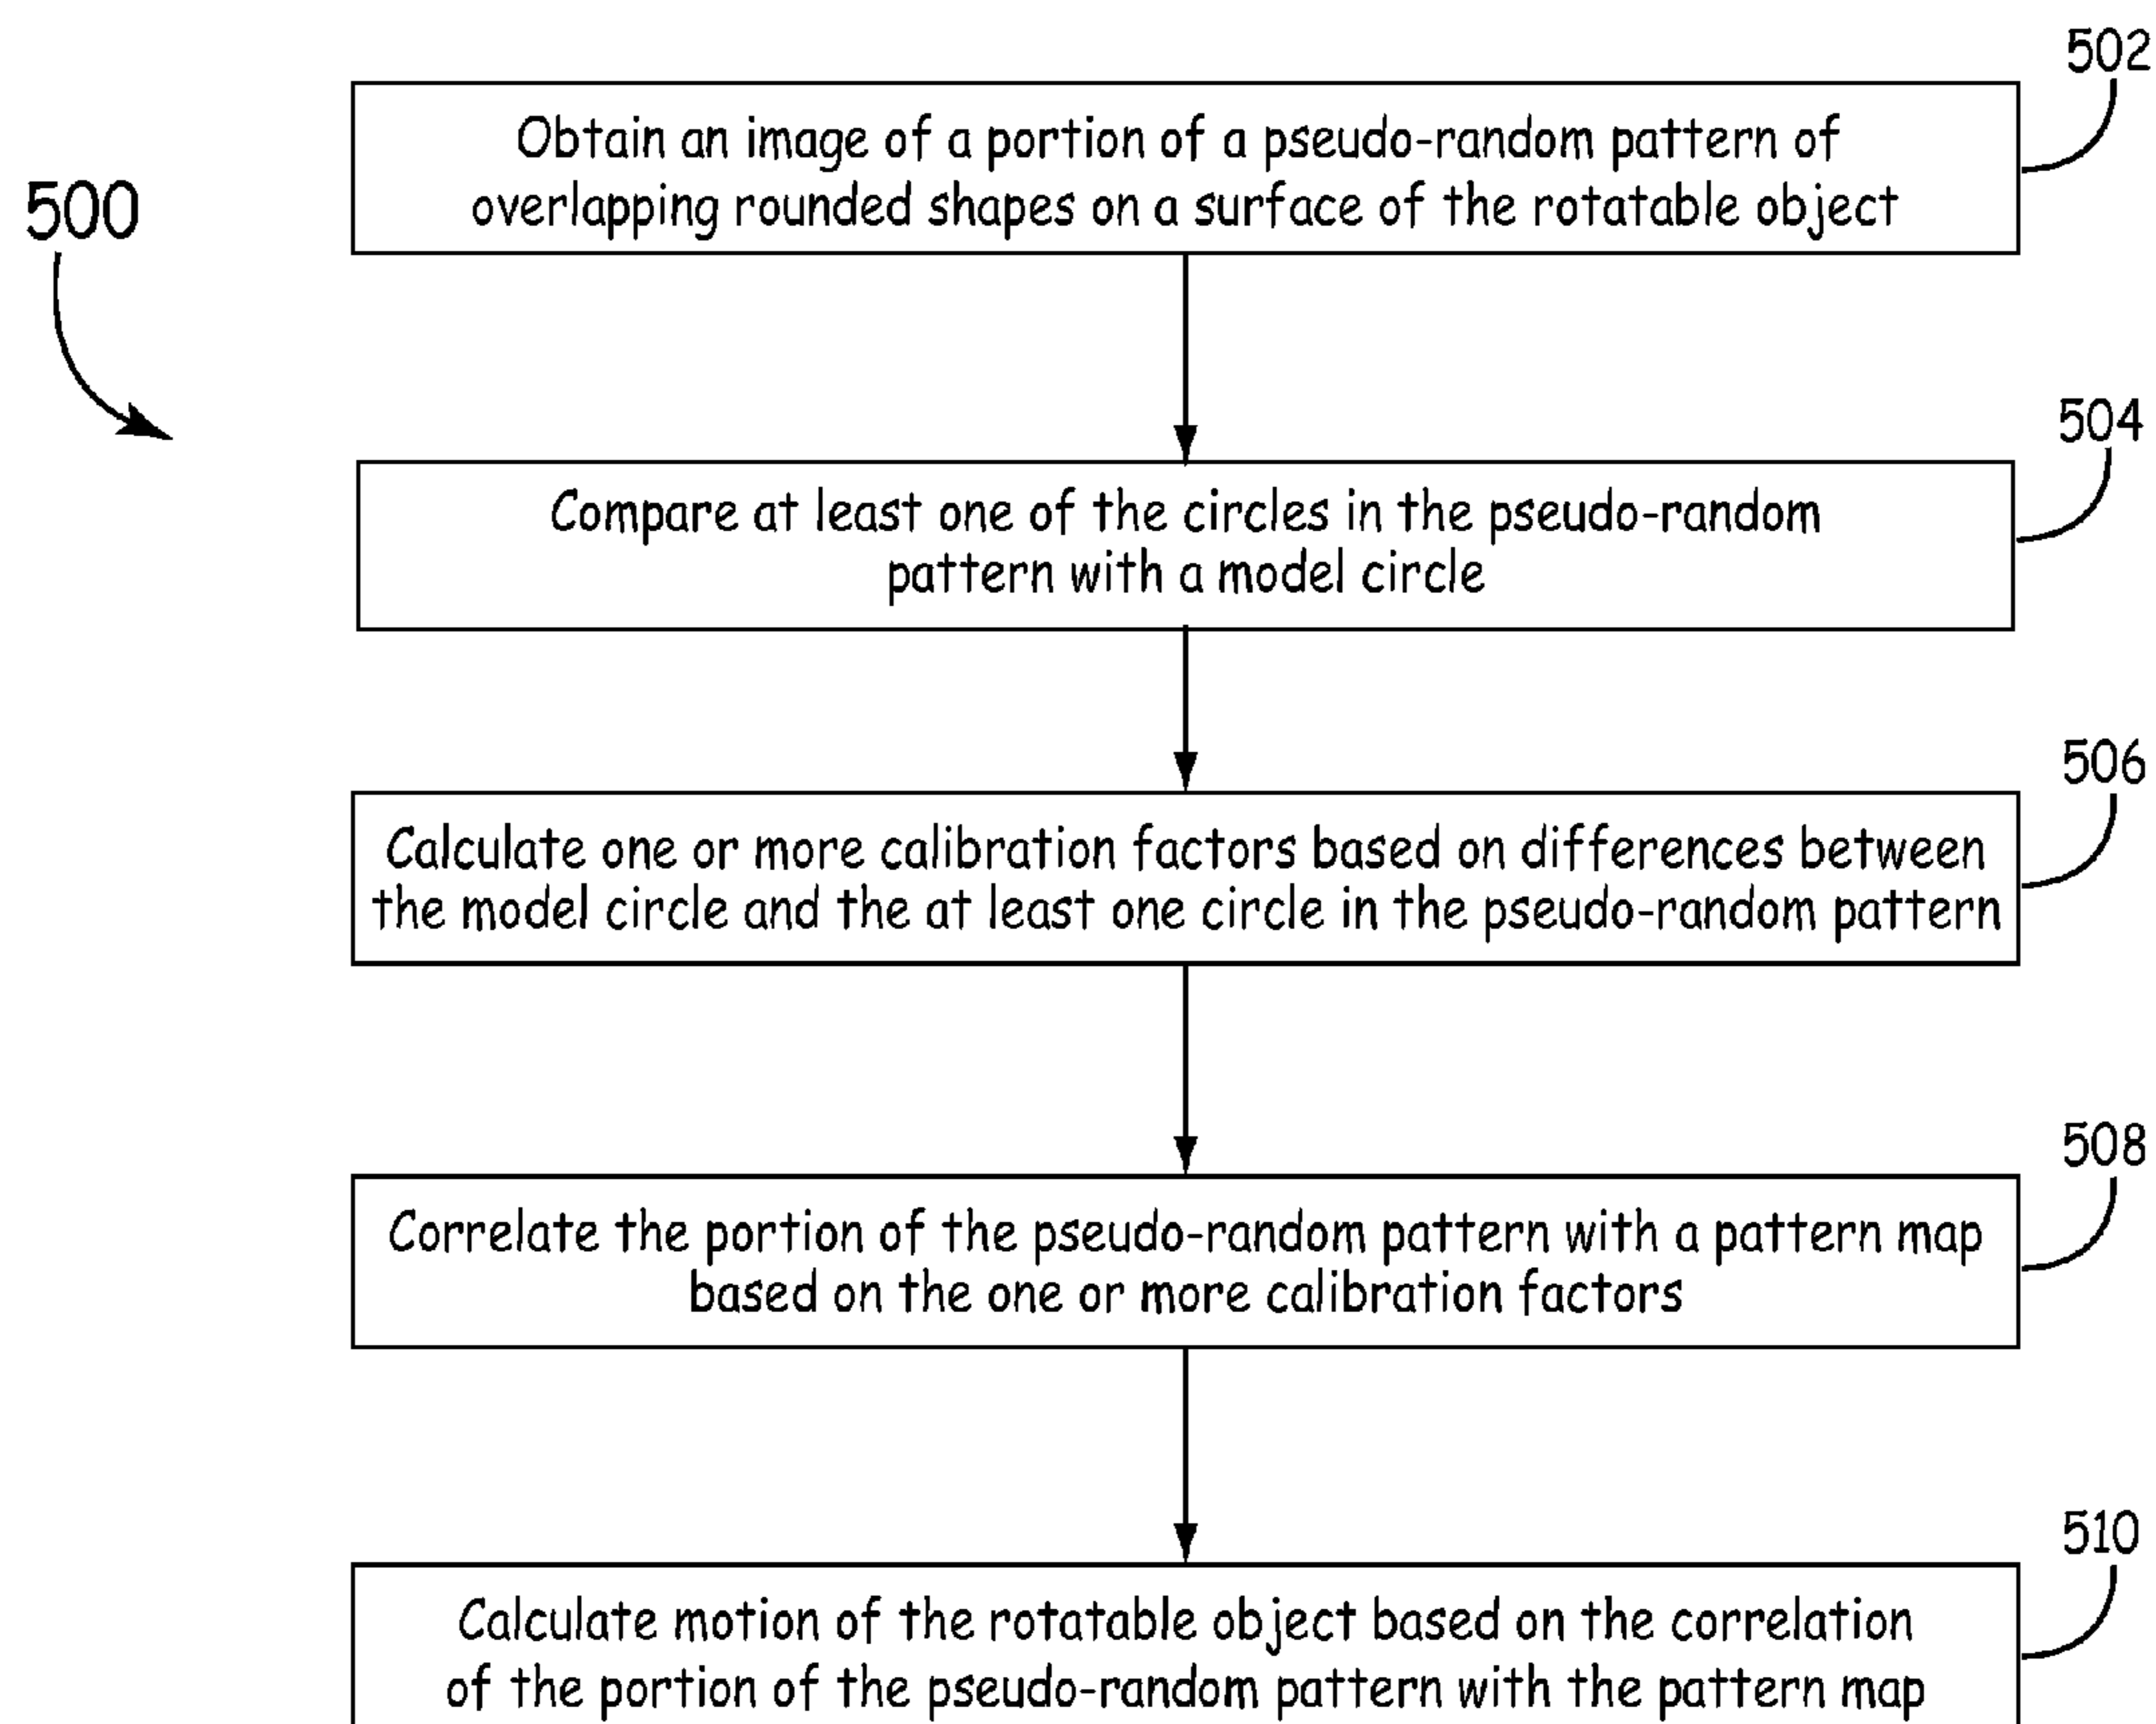 502
Obtain an image of a portion of a pseudo-random pattern of
overlapping rounded shapes on a surface of the rotatable object
500
504
Compare at least one of the circles in the pseudo-random
pattern with a model circle
506
Calculate one or more calibration factors based on differences between
the model circle and the at least one circle in the pseudo-random pattern
508
Correlate the portion of the pseudo-random pattern with a pattern map
based on the one or more calibration factors
510
Calculate motion of the rotatable object based on the correlation
of the portion of the pseudo-random pattern with the pattern map